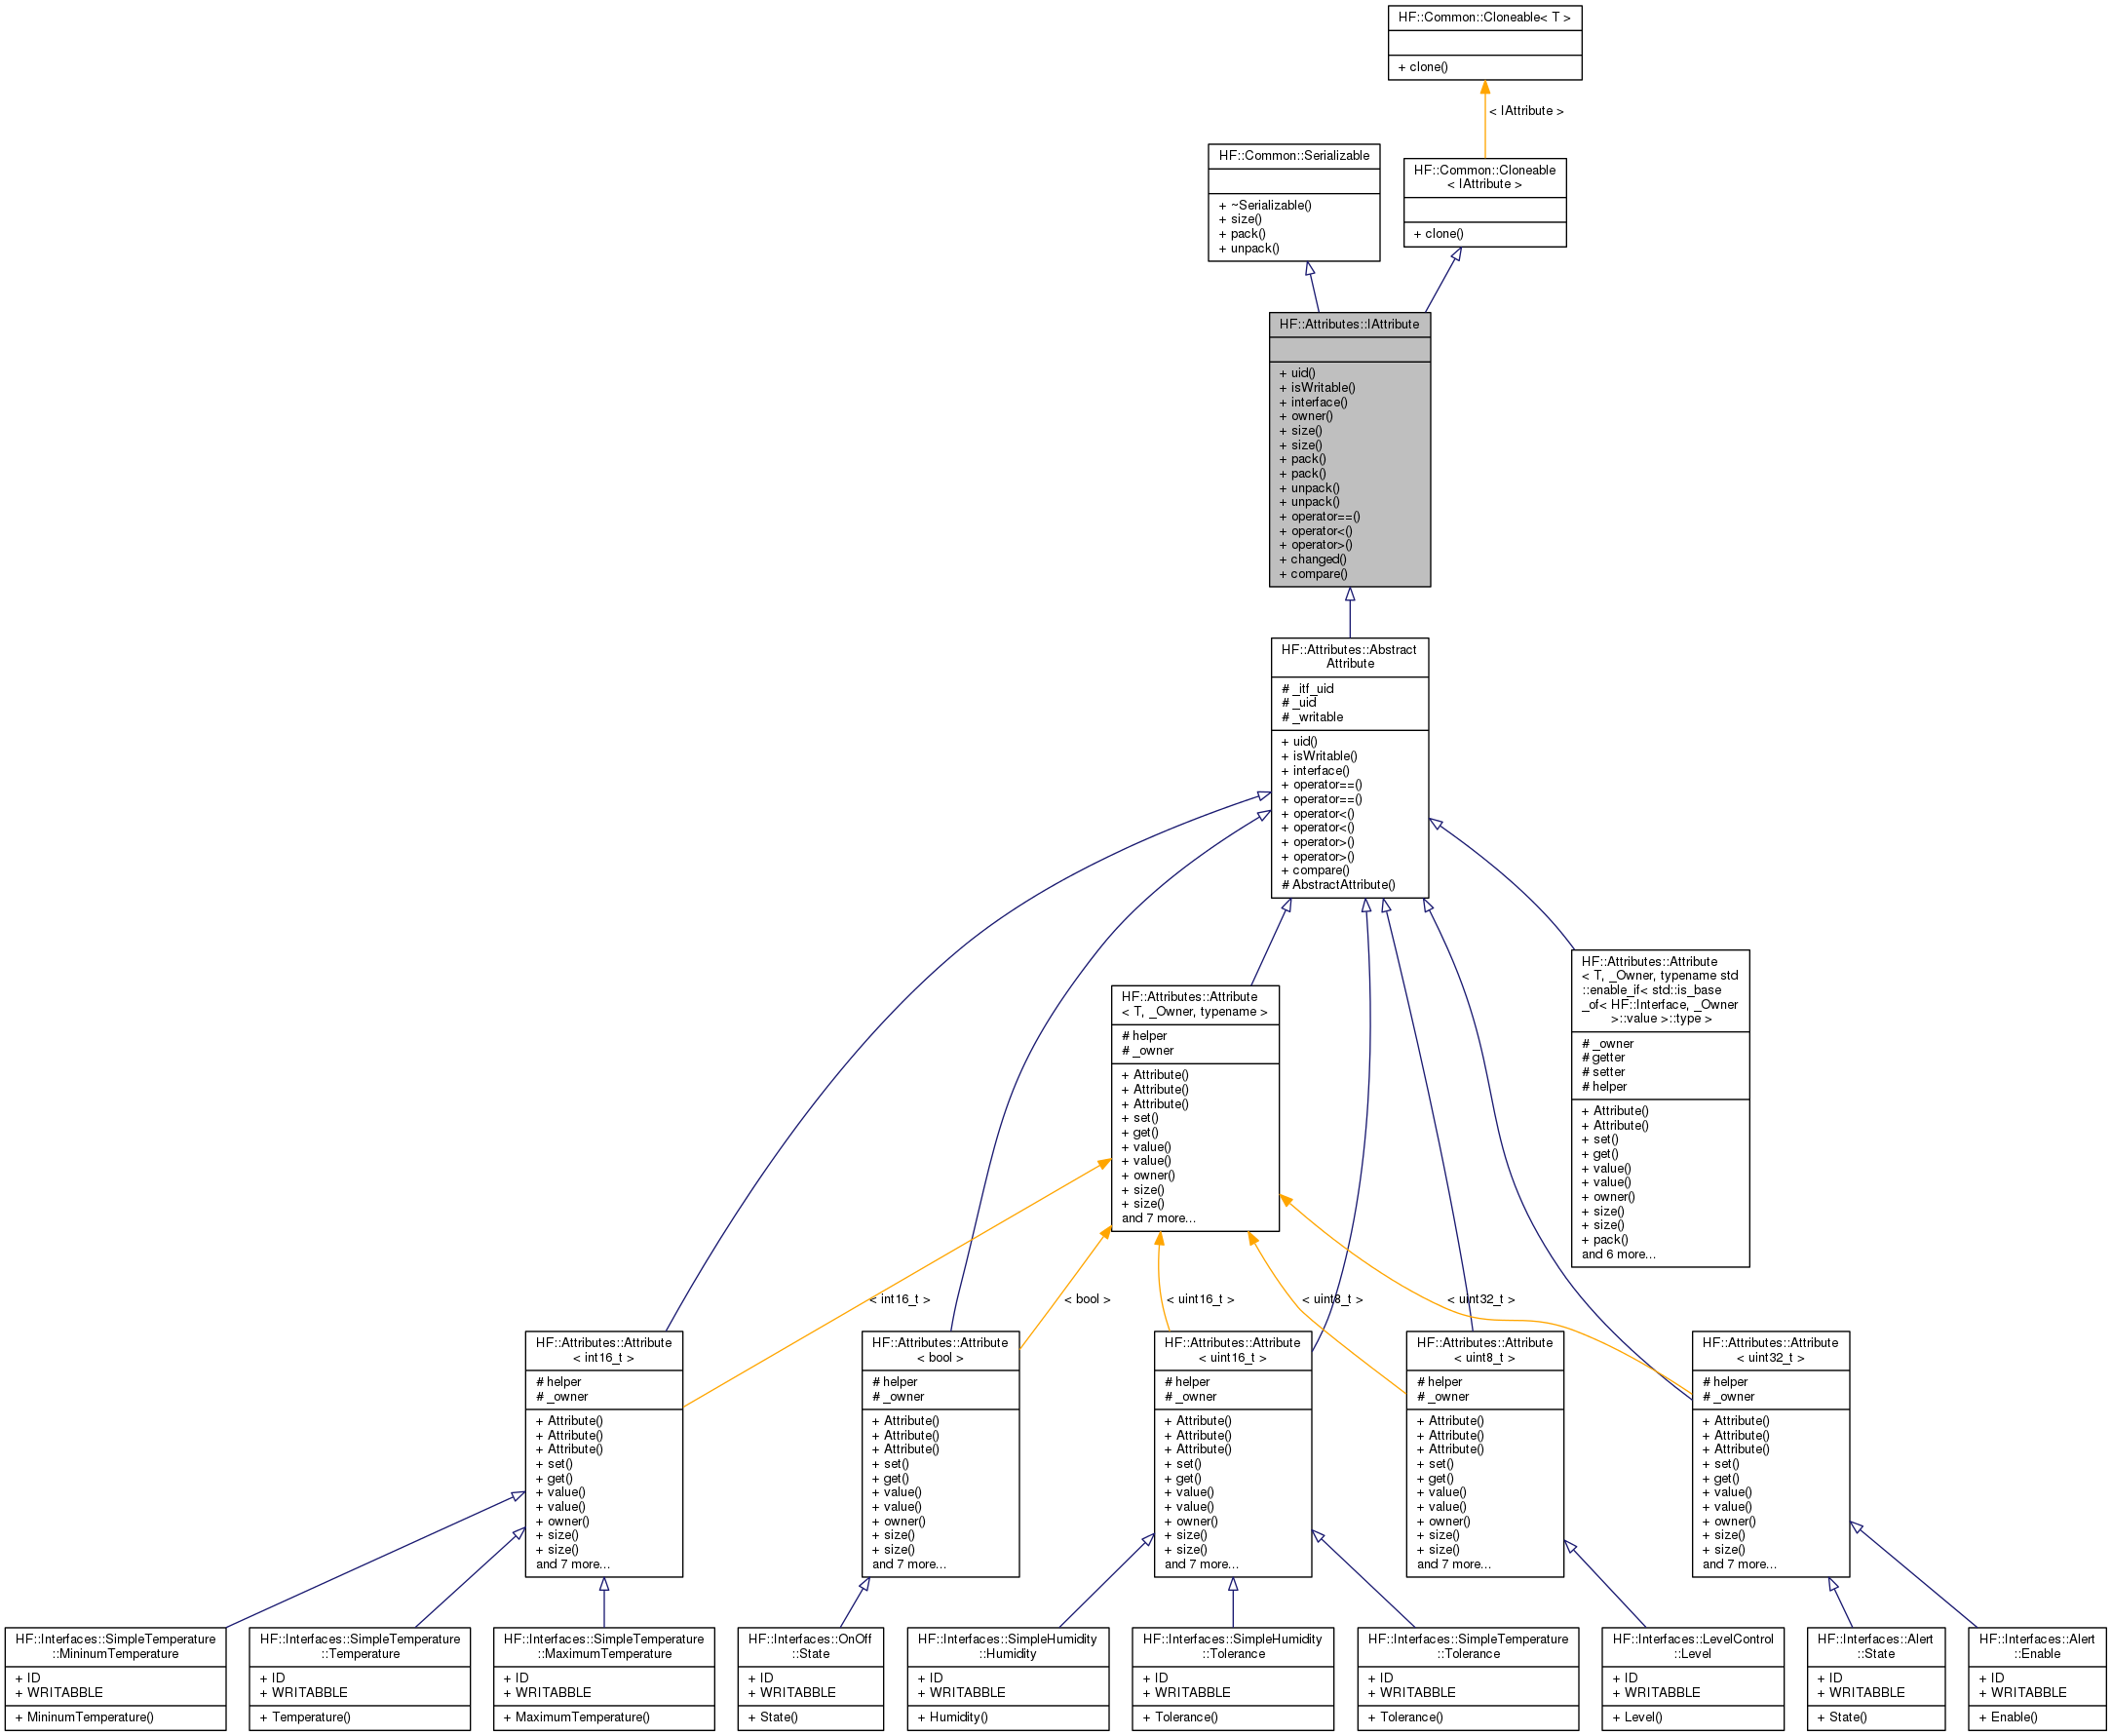 HF::Common::Cloneable< T >
+ clone()
< IAttribute >
HF::Common::Serializable
+ ~Serializable()
+ size()
+ pack()
+ unpack()
HF::Common::Cloneable
< IAttribute >
+ clone()
HF::Attributes::IAttribute
+ uid()
+ isWritable()
+ interface()
+ owner()
+ size()
+ size()
+ pack()
+ pack()
+ unpack()
+ unpack()
+ operator==()
+ operator<()
+ operator>()
+ changed()
+ compare()
HF::Attributes::Abstract
Attribute
# _itf_uid
# _uid
# _writable
+ uid()
+ isWritable()
+ interface()
+ operator==()
+ operator==()
+ operator<()
+ operator<()
+ operator>()
+ operator>()
+ compare()
# AbstractAttribute()
HF::Attributes::Attribute
< T, _Owner, typename >
# helper
# _owner
+ Attribute()
+ Attribute()
+ Attribute()
+ set()
+ get()
+ value()
+ value()
+ owner()
+ size()
+ size()
and 7 more...
HF::Attributes::Attribute
< T, _Owner, typename std
::enable_if< std::is_base
_of< HF::Interface, _Owner
>::value >::type >
# _owner
# getter
# setter
# helper
+ Attribute()
+ Attribute()
+ set()
+ get()
+ value()
+ value()
+ owner()
+ size()
+ size()
+ pack()
and 6 more...
< int16_t >
< bool >
< uint16_t >
< uint8_t >
< uint32_t >
HF::Attributes::Attribute
< int16_t >
# helper
# _owner
+ Attribute()
+ Attribute()
+ Attribute()
+ set()
+ get()
+ value()
+ value()
+ owner()
+ size()
+ size()
and 7 more...
HF::Attributes::Attribute
< bool >
# helper
# _owner
+ Attribute()
+ Attribute()
+ Attribute()
+ set()
+ get()
+ value()
+ value()
+ owner()
+ size()
+ size()
and 7 more...
HF::Attributes::Attribute
< uint16_t >
# helper
# _owner
+ Attribute()
+ Attribute()
+ Attribute()
+ set()
+ get()
+ value()
+ value()
+ owner()
+ size()
+ size()
and 7 more...
HF::Attributes::Attribute
< uint8_t >
# helper
# _owner
+ Attribute()
+ Attribute()
+ Attribute()
+ set()
+ get()
+ value()
+ value()
+ owner()
+ size()
+ size()
and 7 more...
HF::Attributes::Attribute
< uint32_t >
# helper
# _owner
+ Attribute()
+ Attribute()
+ Attribute()
+ set()
+ get()
+ value()
+ value()
+ owner()
+ size()
+ size()
and 7 more...
HF::Interfaces::SimpleTemperature
::MininumTemperature
+ ID
+ WRITABBLE
+ MininumTemperature()
HF::Interfaces::SimpleTemperature
::Temperature
+ ID
+ WRITABBLE
+ Temperature()
HF::Interfaces::SimpleTemperature
::MaximumTemperature
+ ID
+ WRITABBLE
+ MaximumTemperature()
HF::Interfaces::OnOff
::State
+ ID
+ WRITABBLE
+ State()
HF::Interfaces::SimpleHumidity
::Humidity
+ ID
+ WRITABBLE
+ Humidity()
HF::Interfaces::SimpleHumidity
::Tolerance
+ ID
+ WRITABBLE
+ Tolerance()
HF::Interfaces::SimpleTemperature
::Tolerance
+ ID
+ WRITABBLE
+ Tolerance()
HF::Interfaces::LevelControl
::Level
+ ID
+ WRITABBLE
+ Level()
HF::Interfaces::Alert
::State
+ ID
+ WRITABBLE
+ State()
HF::Interfaces::Alert
::Enable
+ ID
+ WRITABBLE
+ Enable()